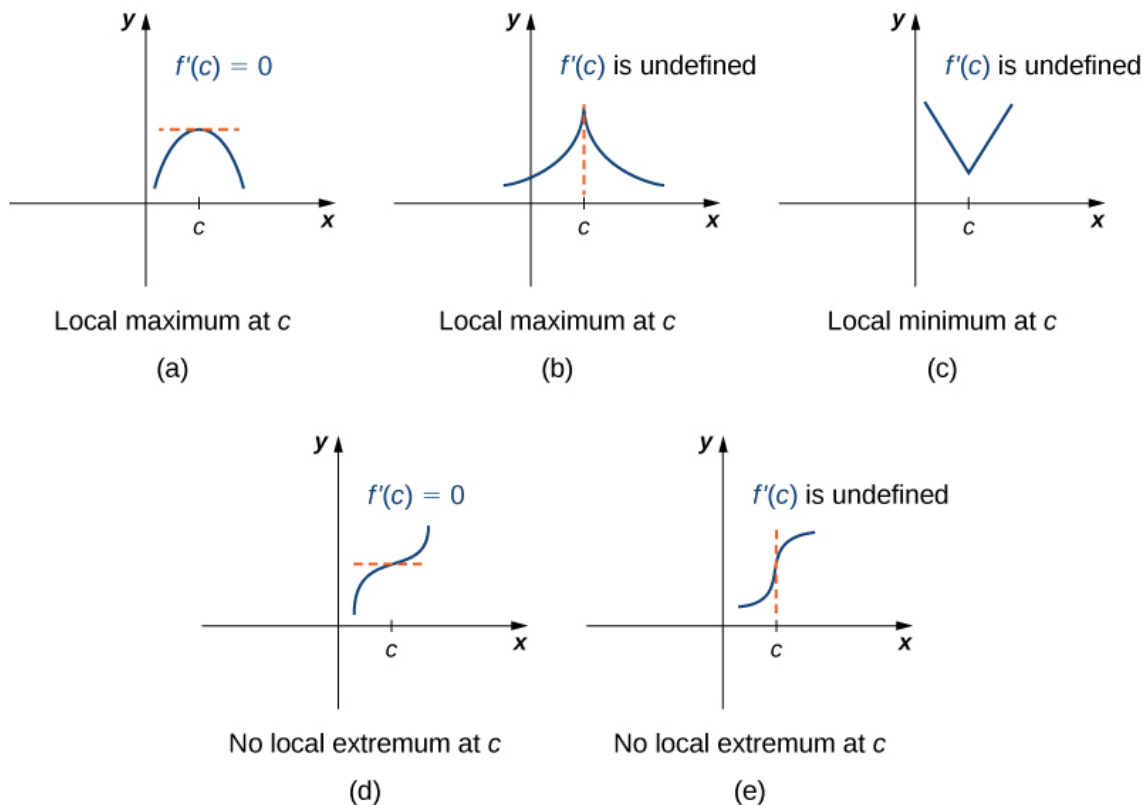 y
f'(c) = 0
x
c
Local maximum at c
(a)
y
f'(c) is undefined
x
c
Local maximum at c
(b)
y
f'(c) is undefined
x
c
Local minimum at c
(c)
y
f'(c) = 0
x
c
No local extremum at c
(d)
y
f'(c) is undefined
x
c
No local extremum at c
(e)